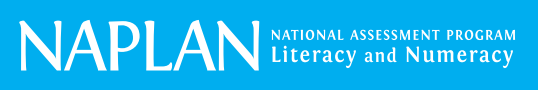 NAPLAN
NATIONAL ASSESSMENT PROGRAM
Literacy and Numeracy